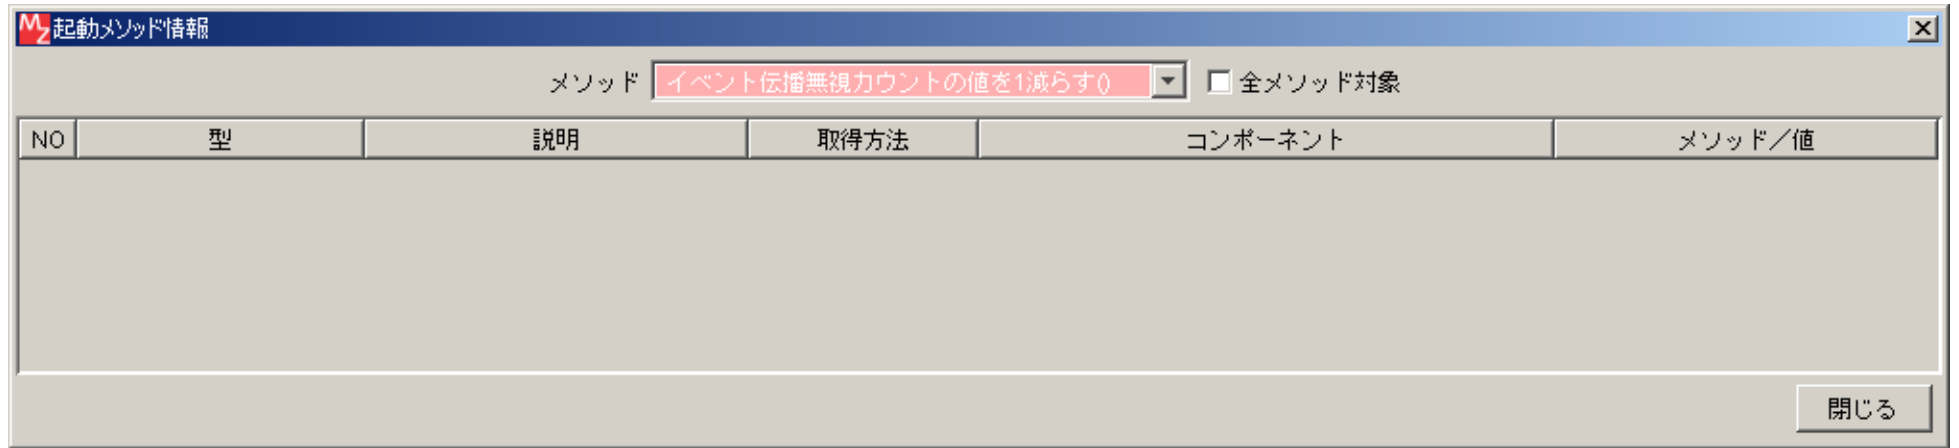 MZ 起動メソッド情報
メソッド イベント伝播無視カウントの値を1減らす() 全メソッド対象
NO 型 説明 取得方法 コンポーネント メソッド／値
閉じる